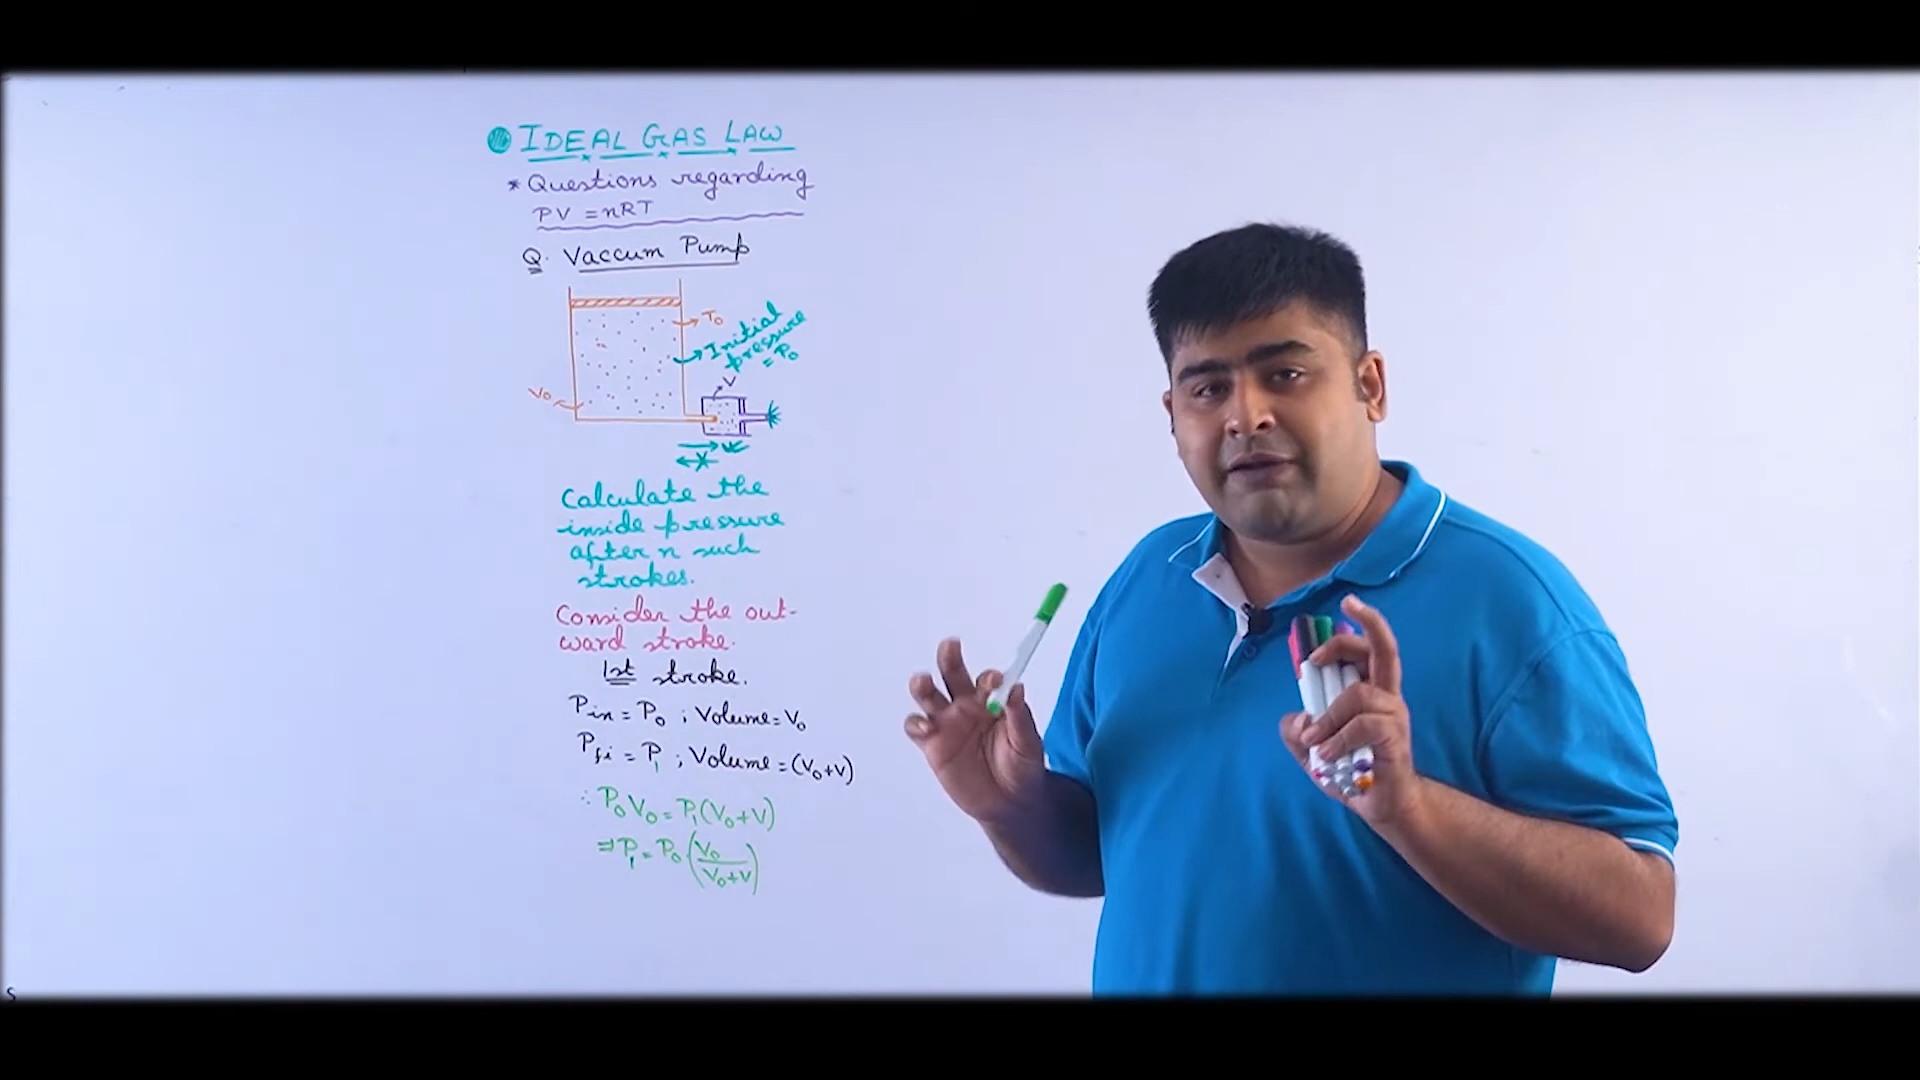 IDEAL GAS LAW
* Questions regarding
PV = nRT
Q. Vaccum Pump
T₀
Initial
pressure
= P₀
V₀
V
Calculate the
inside pressure
after n such
strokes.
Consider the out-
ward stroke.
1st stroke.
Pin = P₀ ; Volume = V₀
Pfi = P₁ ; Volume = (V₀+V)
∴ P₀V₀ = P₁(V₀+V)
⇒ P₁ = P₀ (V₀/V₀+V)
S